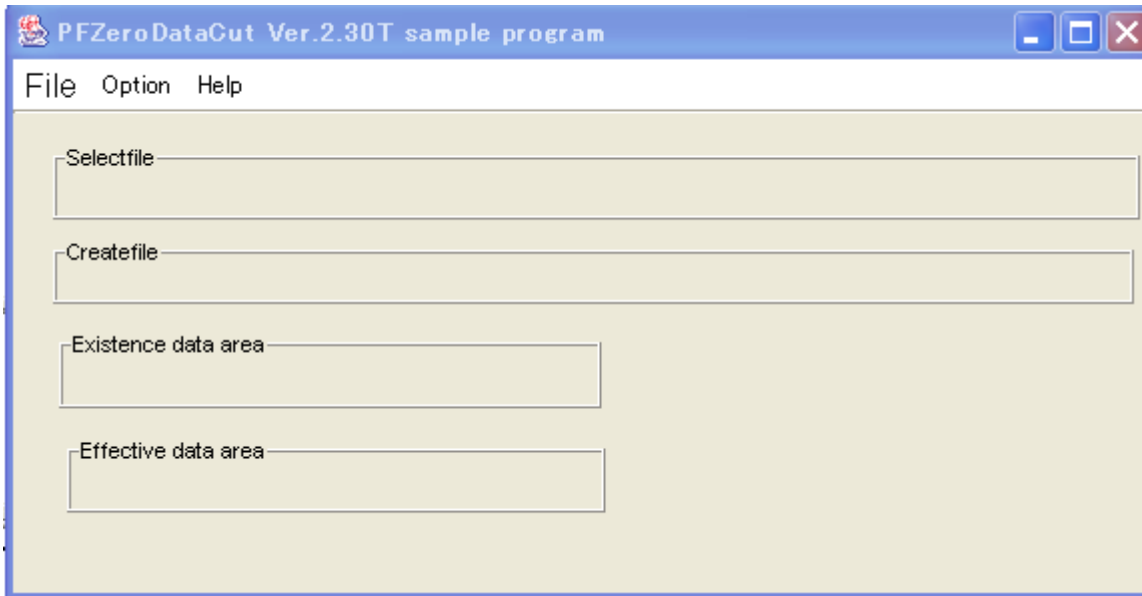 PFZeroDataCut Ver.2.30T sample program
File Option Help
Selectfile
Createfile
Existence data area
Effective data area